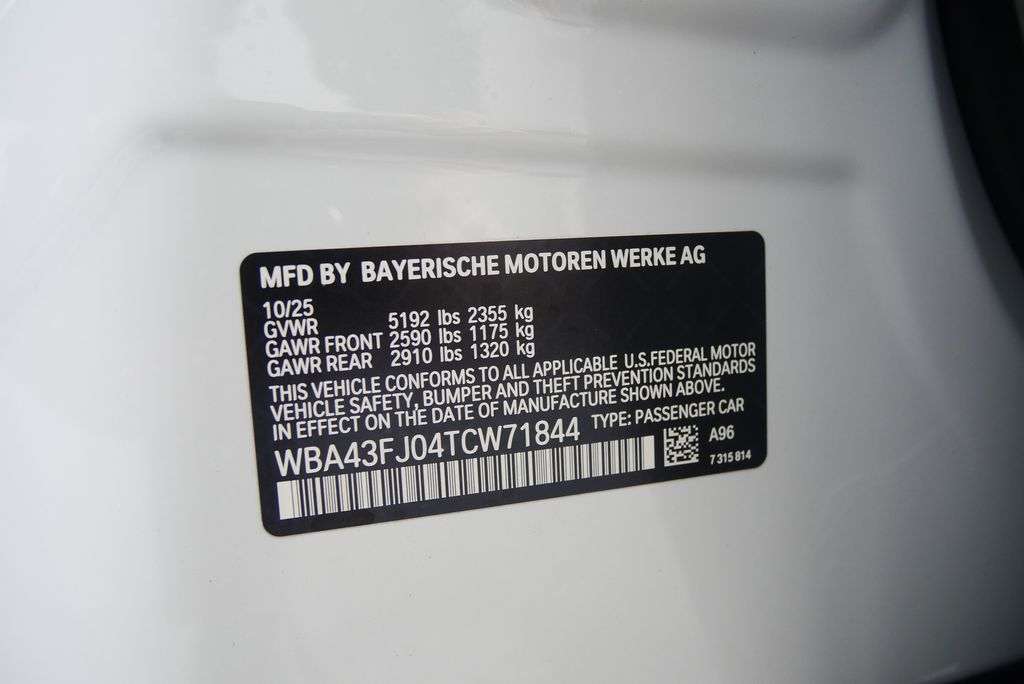 MFD BY BAYERISCHE MOTOREN WERKE AG
10/25
GVWR 5192 lbs 2355 kg
GAWR FRONT 2590 lbs 1175 kg
GAWR REAR 2910 lbs 1320 kg
THIS VEHICLE CONFORMS TO ALL APPLICABLE U.S.FEDERAL MOTOR
VEHICLE SAFETY, BUMPER AND THEFT PREVENTION STANDARDS
IN EFFECT ON THE DATE OF MANUFACTURE SHOWN ABOVE.
WBA43FJ04TCW71844 TYPE: PASSENGER CAR
A96
7 315 814